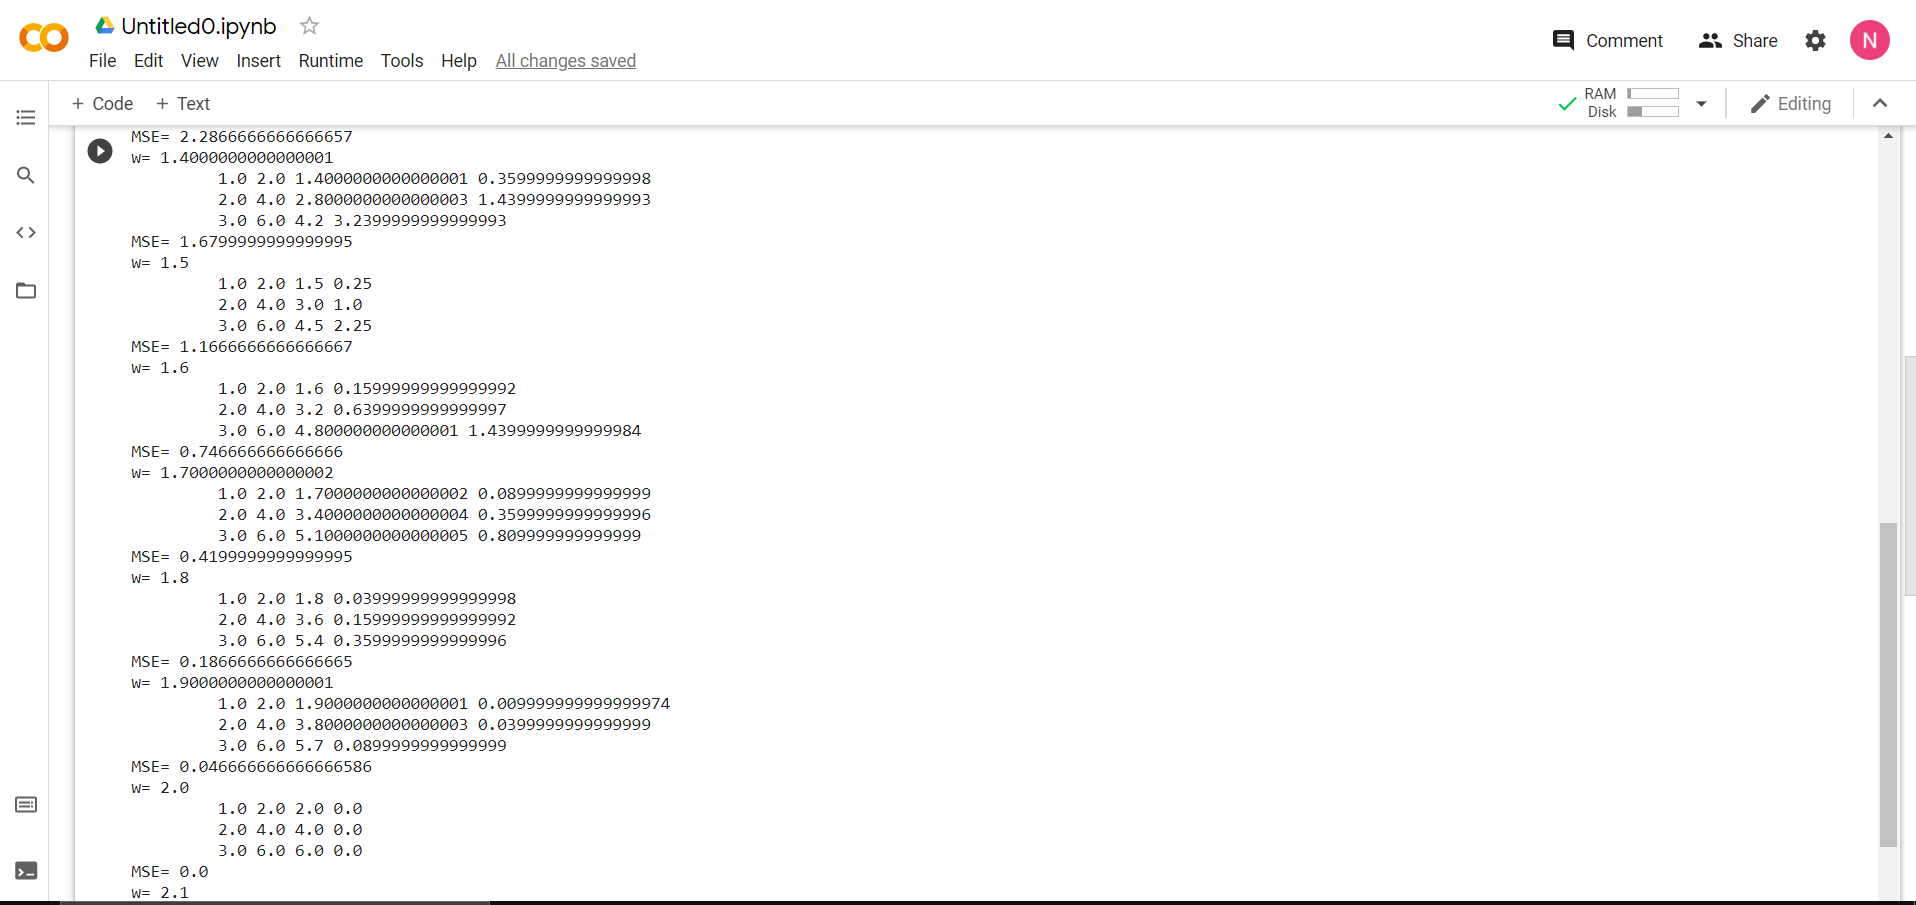 Untitled0.ipynb
File Edit View Insert Runtime Tools Help All changes saved
Comment Share N
+ Code + Text
RAM
Disk
Editing
MSE= 2.2866666666666657
w= 1.4000000000000001
1.0 2.0 1.4000000000000001 0.3599999999999998
2.0 4.0 2.8000000000000003 1.4399999999999993
3.0 6.0 4.2 3.2399999999999993
MSE= 1.6799999999999995
w= 1.5
1.0 2.0 1.5 0.25
2.0 4.0 3.0 1.0
3.0 6.0 4.5 2.25
MSE= 1.1666666666666667
w= 1.6
1.0 2.0 1.6 0.15999999999999992
2.0 4.0 3.2 0.6399999999999997
3.0 6.0 4.800000000000001 1.4399999999999984
MSE= 0.746666666666666
w= 1.7000000000000002
1.0 2.0 1.7000000000000002 0.0899999999999999
2.0 4.0 3.4000000000000004 0.3599999999999996
3.0 6.0 5.1000000000000005 0.809999999999999
MSE= 0.4199999999999995
w= 1.8
1.0 2.0 1.8 0.03999999999999998
2.0 4.0 3.6 0.15999999999999992
3.0 6.0 5.4 0.3599999999999996
MSE= 0.1866666666666665
w= 1.9000000000000001
1.0 2.0 1.9000000000000001 0.009999999999999974
2.0 4.0 3.8000000000000003 0.0399999999999999
3.0 6.0 5.7 0.0899999999999999
MSE= 0.046666666666666586
w= 2.0
1.0 2.0 2.0 0.0
2.0 4.0 4.0 0.0
3.0 6.0 6.0 0.0
MSE= 0.0
w= 2.1